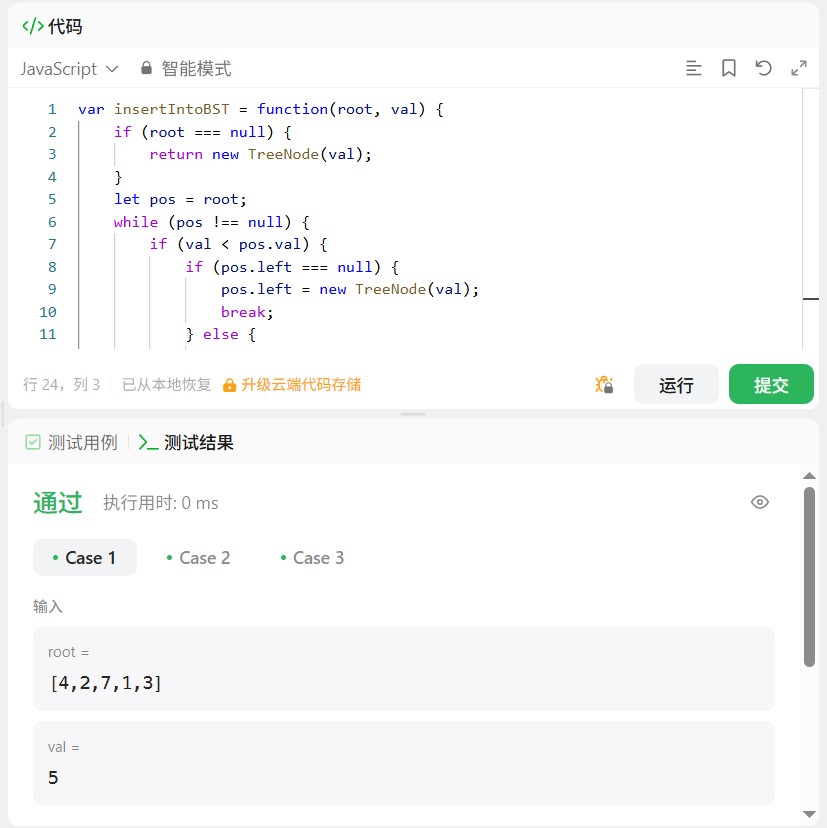 </> 代码
JavaScript 智能模式
1 var insertIntoBST = function(root, val) {
2 if (root === null) {
3 return new TreeNode(val);
4 }
5 let pos = root;
6 while (pos !== null) {
7 if (val < pos.val) {
8 if (pos.left === null) {
9 pos.left = new TreeNode(val);
10 break;
11 } else {
行 24，列 3 已从本地恢复 升级云端代码存储 运行 提交
测试用例 >_ 测试结果
通过 执行用时: 0 ms
• Case 1 • Case 2 • Case 3
输入
root =
[4,2,7,1,3]
val =
5